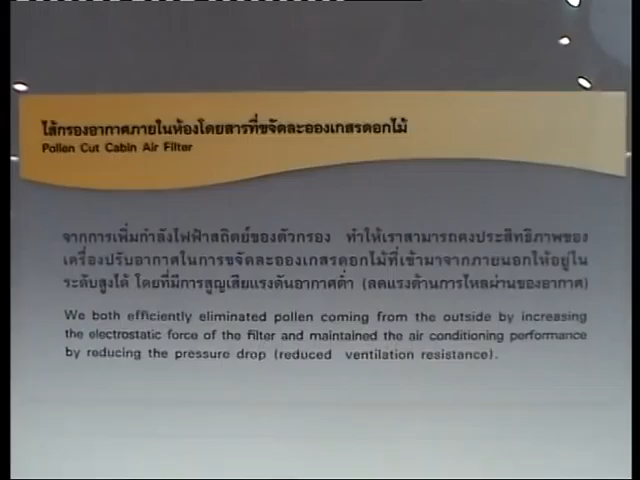 ไส้กรองอากาศภายในห้องโดยสารที่ขจัดละอองเกสรดอกไม้
Pollen Cut Cabin Air Filter
จากการเพิ่มกำลังไฟฟ้าสถิตย์ของตัวกรอง ทำให้เราสามารถคงประสิทธิภาพของ
เครื่องปรับอากาศในการขจัดละอองเกสรดอกไม้ที่เข้ามาจากภายนอกให้อยู่ใน
ระดับสูงได้ โดยที่มีการสูญเสียแรงดันอากาศต่ำ (ลดแรงต้านการไหลผ่านของอากาศ)
We both efficiently eliminated pollen coming from the outside by increasing
the electrostatic force of the filter and maintained the air conditioning performance
by reducing the pressure drop (reduced ventilation resistance).